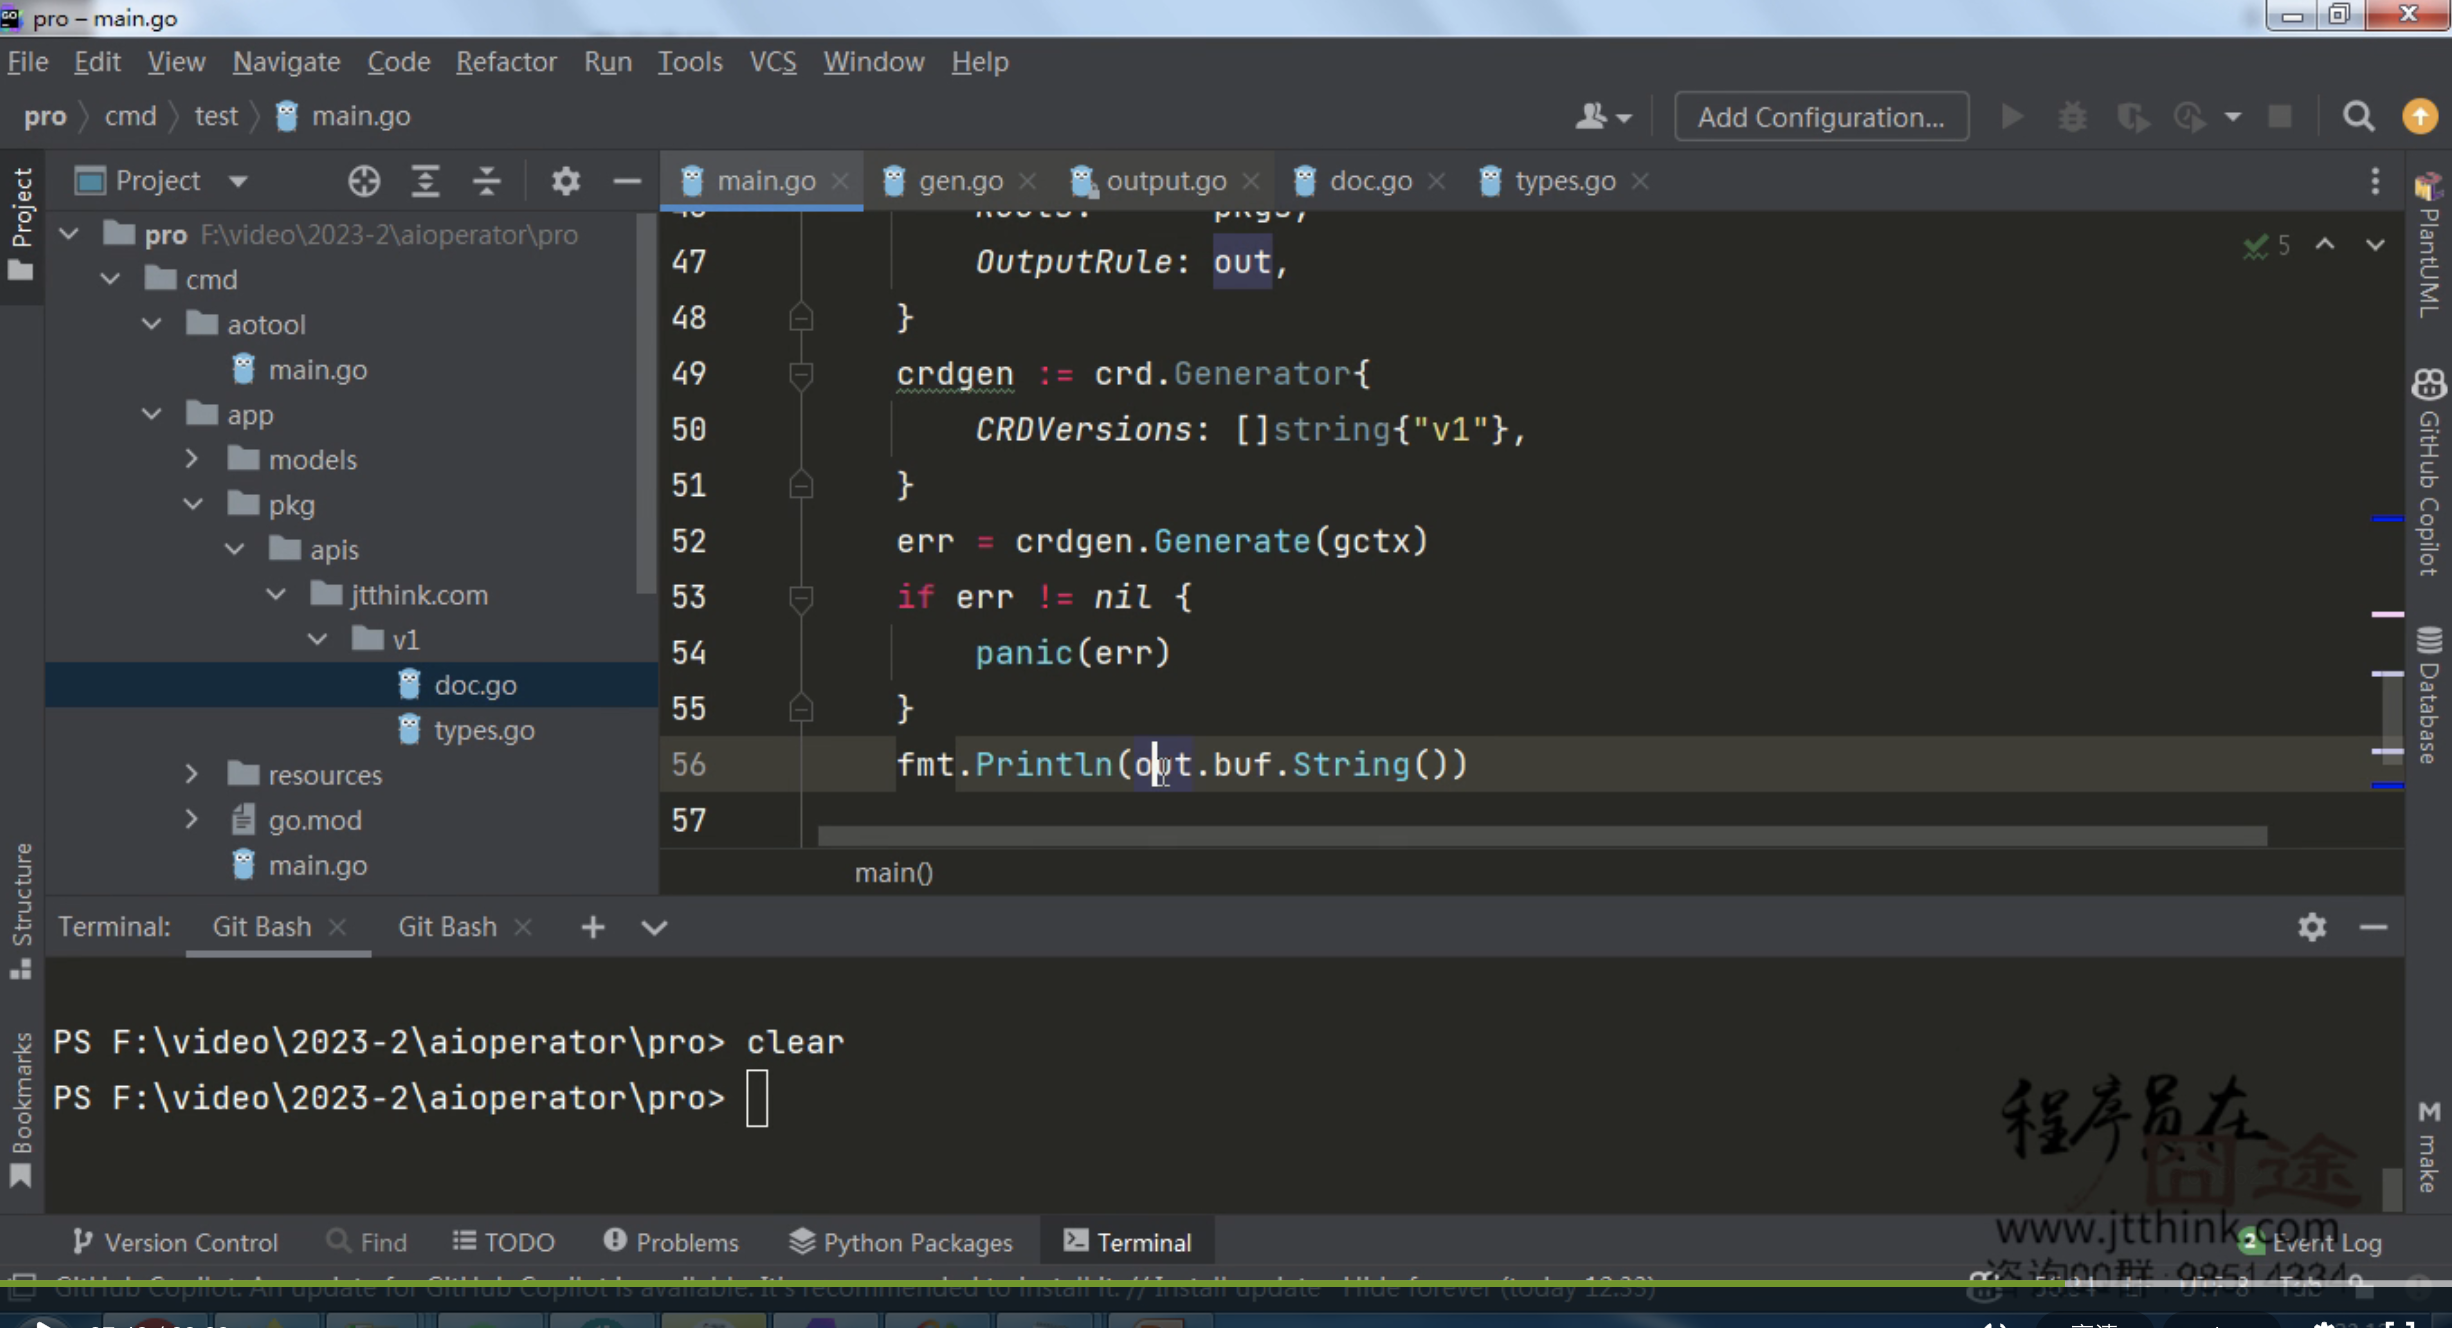 pro – main.go
File Edit View Navigate Code Refactor Run Tools VCS Window Help
pro cmd test main.go
Add Configuration...
Project
main.go gen.go output.go doc.go types.go
Project
pro F:\video\2023-2\aioperator\pro
cmd
aotool
main.go
app
models
pkg
apis
jtthink.com
v1
doc.go
types.go
resources
go.mod
main.go
pkgs,
47 OutputRule: out,
48 }
49 crdgen := crd.Generator{
50 CRDVersions: []string{"v1"},
51 }
52 err = crdgen.Generate(gctx)
53 if err != nil {
54 panic(err)
55 }
56 fmt.Println(out.buf.String())
57
main()
5
PlantUML
GitHub Copilot
Database
make
Structure
Bookmarks
Terminal: Git Bash Git Bash
PS F:\video\2023-2\aioperator\pro> clear
PS F:\video\2023-2\aioperator\pro>
程序员在
囧途
www.jtthink.com
咨询QQ群: 98514334
Version Control Find TODO Problems Python Packages Terminal
2 Event Log
GitHub Copilot: An update for GitHub Copilot is available. It's recommended to install it. // Install update Hide forever (today 12:33)